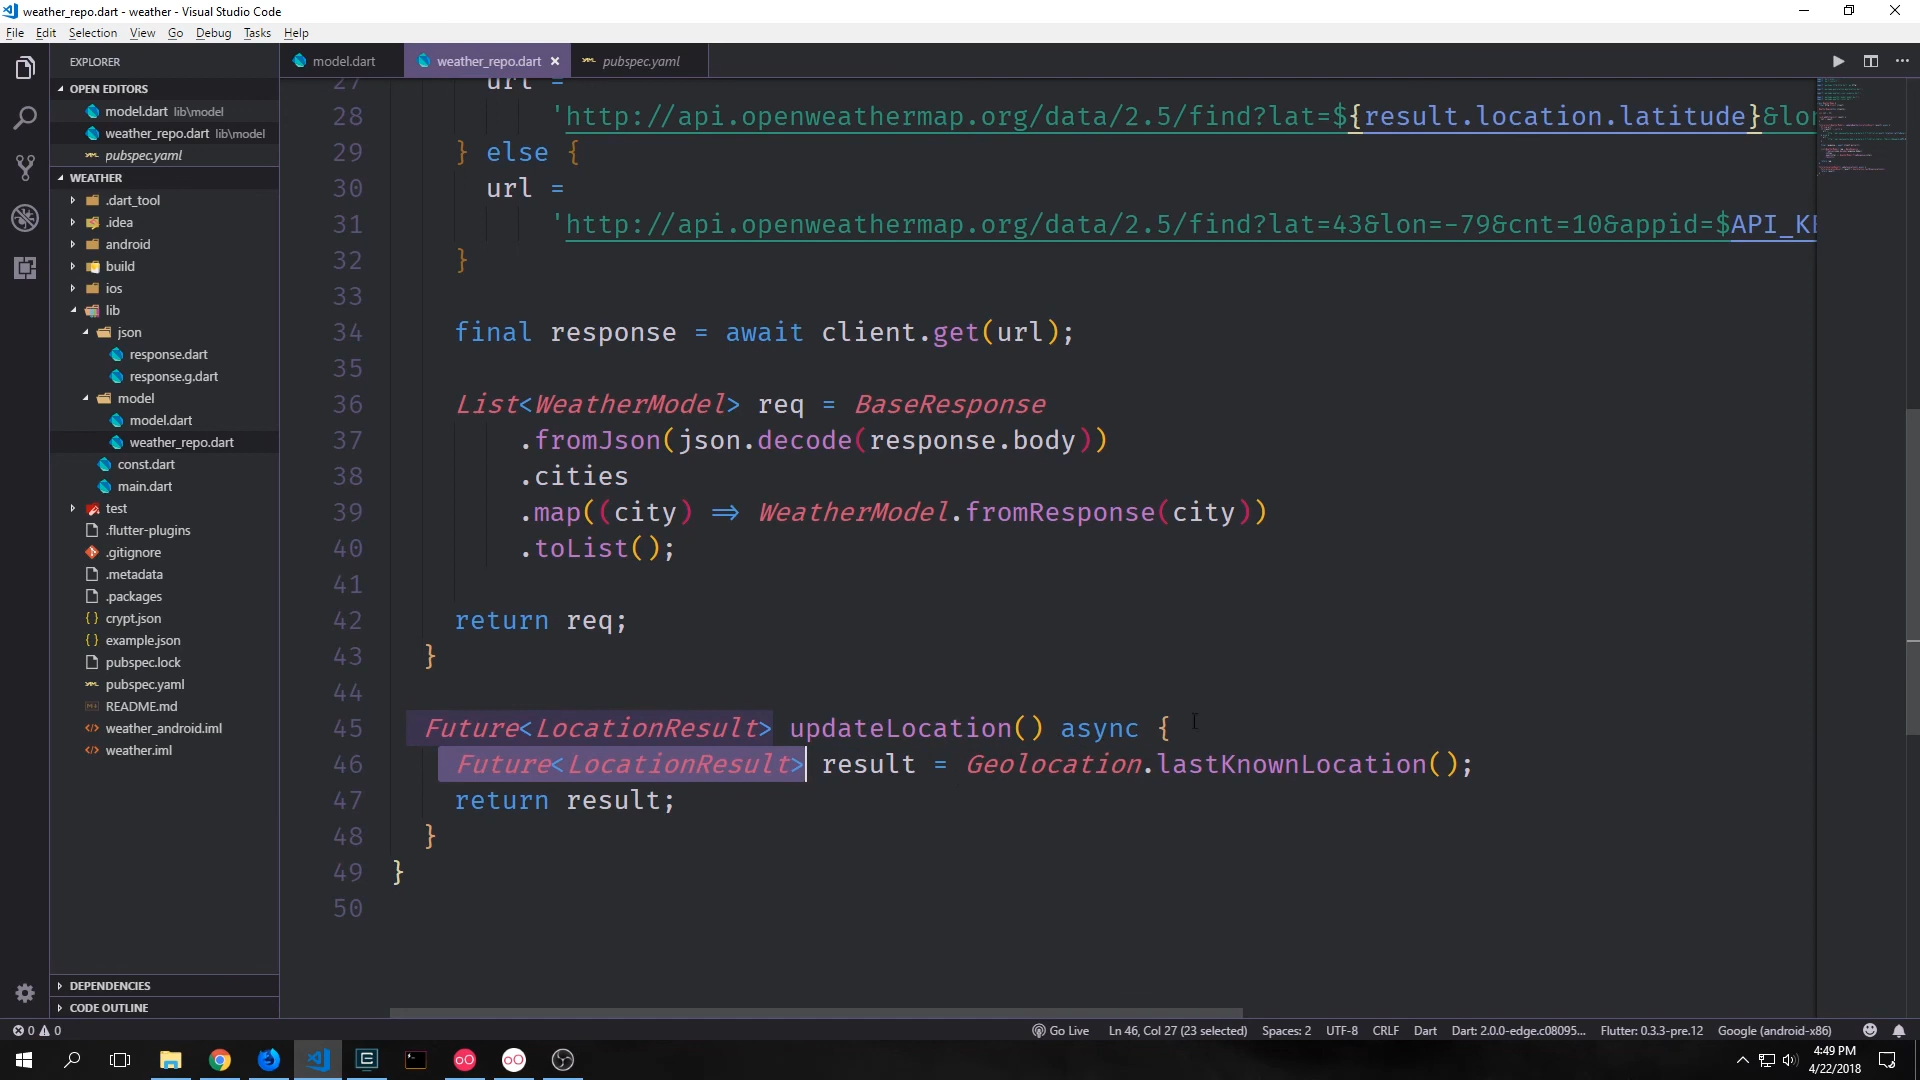 weather_repo.dart - weather - Visual Studio Code
File Edit Selection View Go Debug Tasks Help
EXPLORER
OPEN EDITORS
model.dart lib\model
weather_repo.dart lib\model
pubspec.yaml
WEATHER
.dart_tool
.idea
android
build
ios
lib
json
response.dart
response.g.dart
model
model.dart
weather_repo.dart
const.dart
main.dart
test
.flutter-plugins
.gitignore
.metadata
.packages
crypt.json
example.json
pubspec.lock
pubspec.yaml
README.md
weather_android.iml
weather.iml
DEPENDENCIES
CODE OUTLINE
model.dart weather_repo.dart pubspec.yaml
27 url =
28 'http://api.openweathermap.org/data/2.5/find?lat=${result.location.latitude}&lon
29 } else {
30 url =
31 'http://api.openweathermap.org/data/2.5/find?lat=43&lon=-79&cnt=10&appid=$API_KE
32 }
33
34 final response = await client.get(url);
35
36 List<WeatherModel> req = BaseResponse
37 .fromJson(json.decode(response.body))
38 .cities
39 .map((city) => WeatherModel.fromResponse(city))
40 .toList();
41
42 return req;
43 }
44
45 Future<LocationResult> updateLocation() async {
46 Future<LocationResult> result = Geolocation.lastKnownLocation();
47 return result;
48 }
49 }
50
0 0 Go Live Ln 46, Col 27 (23 selected) Spaces: 2 UTF-8 CRLF Dart Dart: 2.0.0-edge.c08095... Flutter: 0.3.3-pre.12 Google (android-x86)
4:49 PM
4/22/2018